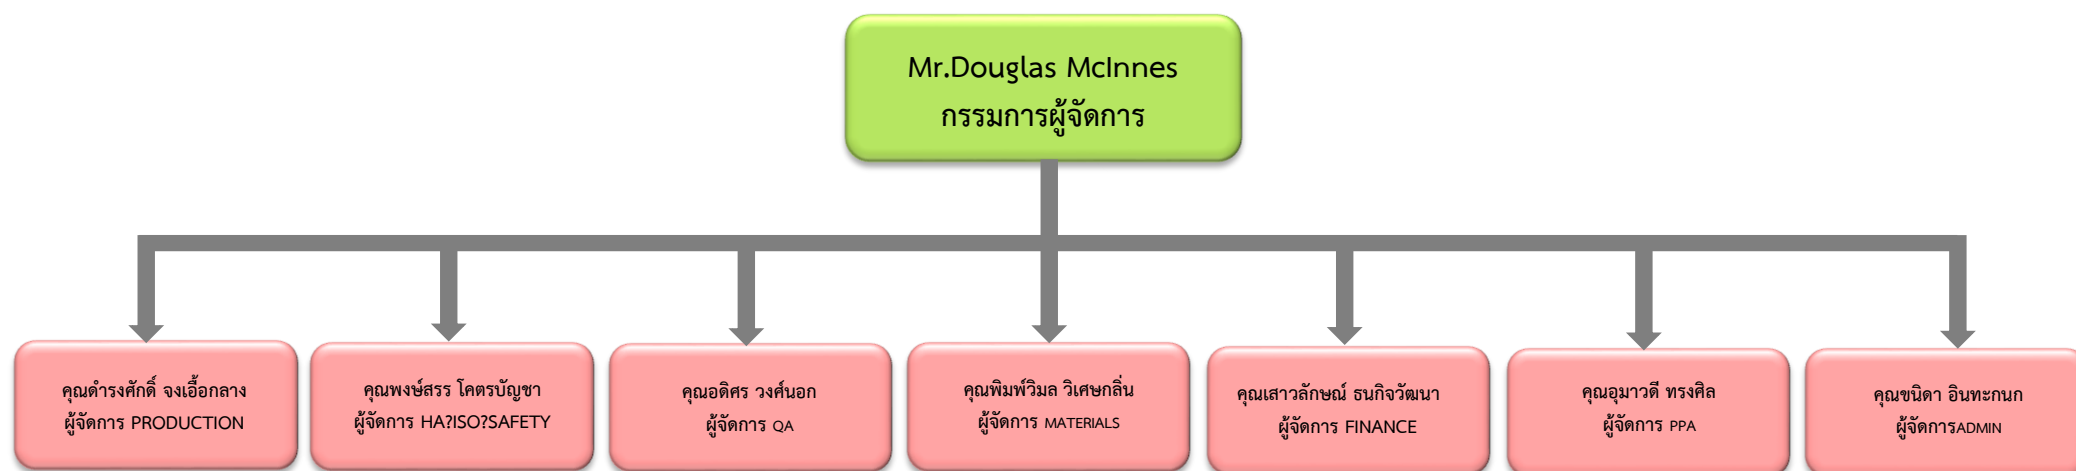 Mr.Douglas McInnes
กรรมการผู้จัดการ
คุณดำรงศักดิ์ จงเอื้อกลาง
ผู้จัดการ PRODUCTION
คุณพงษ์สรร โคตรบัญชา
ผู้จัดการ HA?ISO?SAFETY
คุณอดิศร วงศ์นอก
ผู้จัดการ QA
คุณพิมพ์วิมล วิเศษกลิ่น
ผู้จัดการ MATERIALS
คุณเสาวลักษณ์ ธนกิจวัฒนา
ผู้จัดการ FINANCE
คุณอุมาวดี ทรงศิล
ผู้จัดการ PPA
คุณขนิดา อินทะกนก
ผู้จัดการADMIN